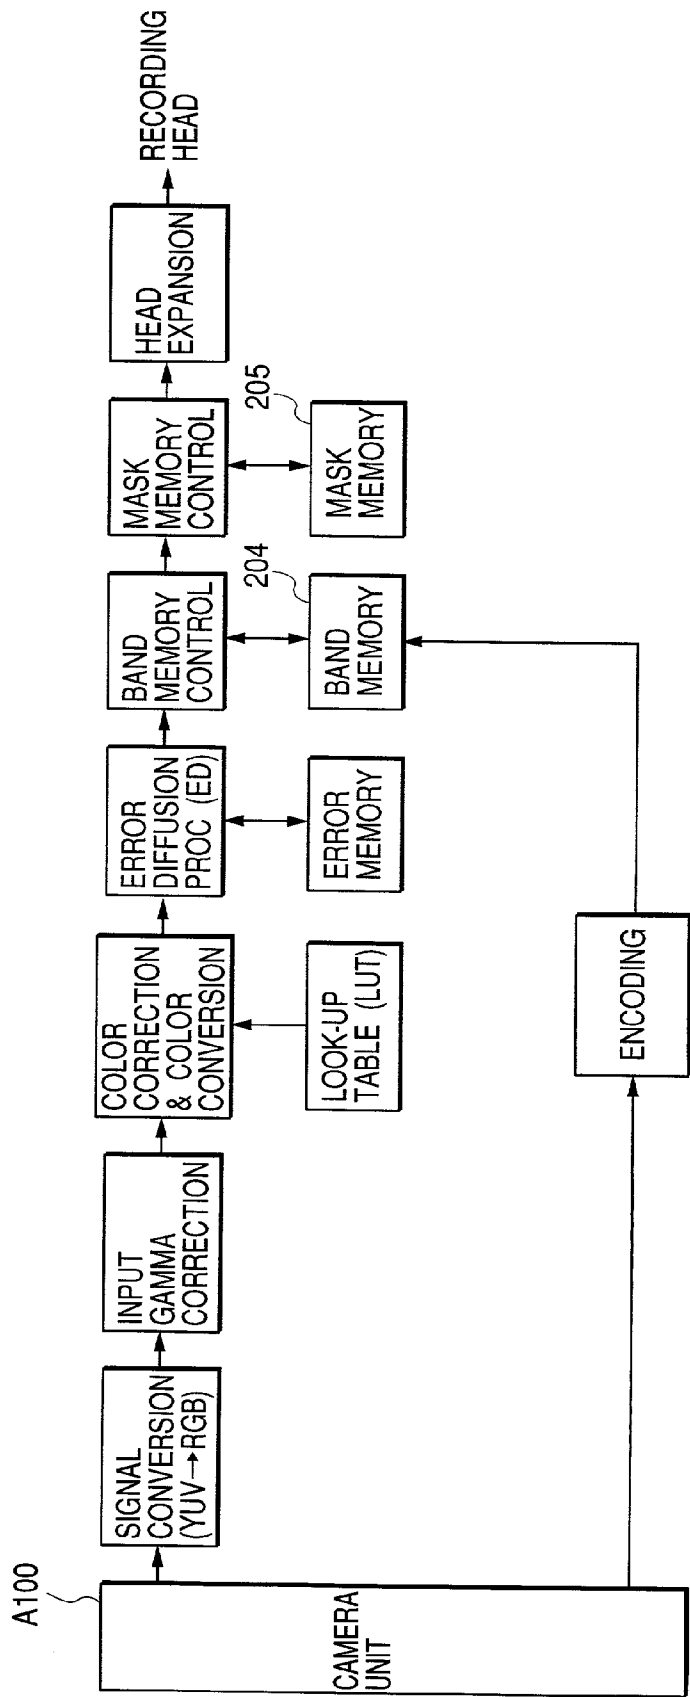 A100
CAMERA
UNIT
SIGNAL
CONVERSION
(YUV→RGB)
INPUT
GAMMA
CORRECTION
COLOR
CORRECTION
& COLOR
CONVERSION
LOOK-UP
TABLE (LUT)
ERROR
DIFFUSION
PROC (ED)
ERROR
MEMORY
BAND
MEMORY
CONTROL
204
BAND
MEMORY
MASK
MEMORY
CONTROL
205
MASK
MEMORY
HEAD
EXPANSION
RECORDING
HEAD
ENCODING